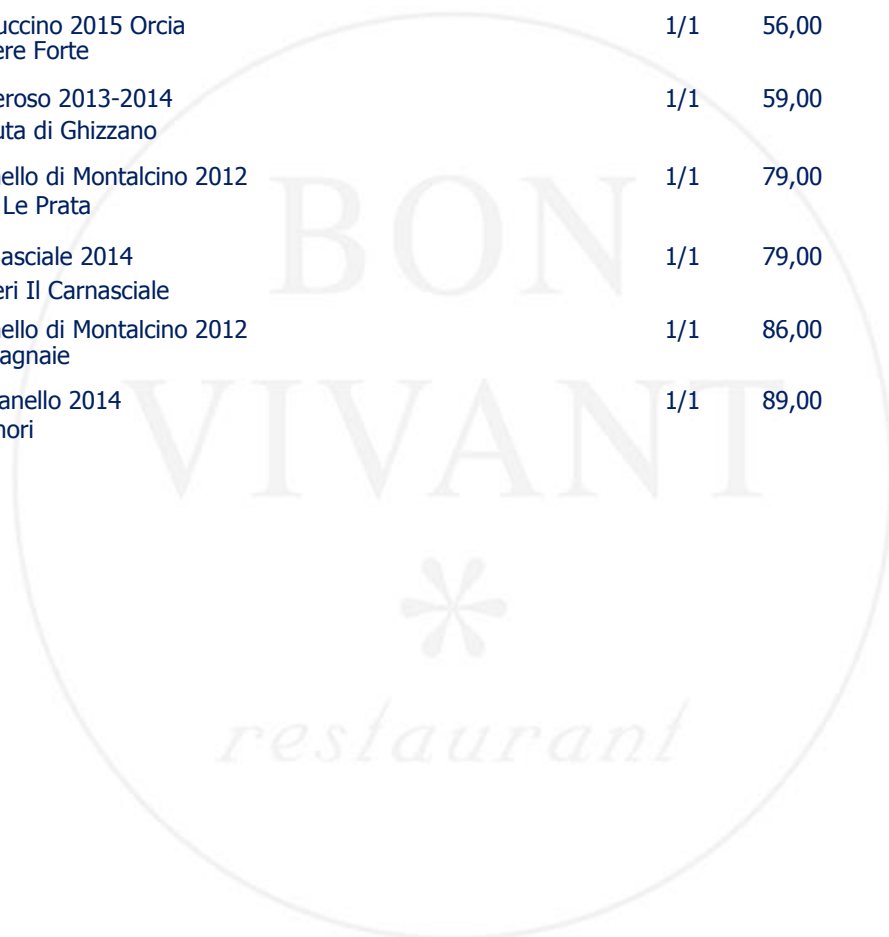 uccino 2015 Orcia 1/1 56,00
ere Forte
eroso 2013-2014 1/1 59,00
uta di Ghizzano
ello di Montalcino 2012 1/1 79,00
Le Prata
asciale 2014 1/1 79,00
eri Il Carnasciale
ello di Montalcino 2012 1/1 86,00
agnaie
anello 2014 1/1 89,00
nori
BON
VIVANT
*
restaurant